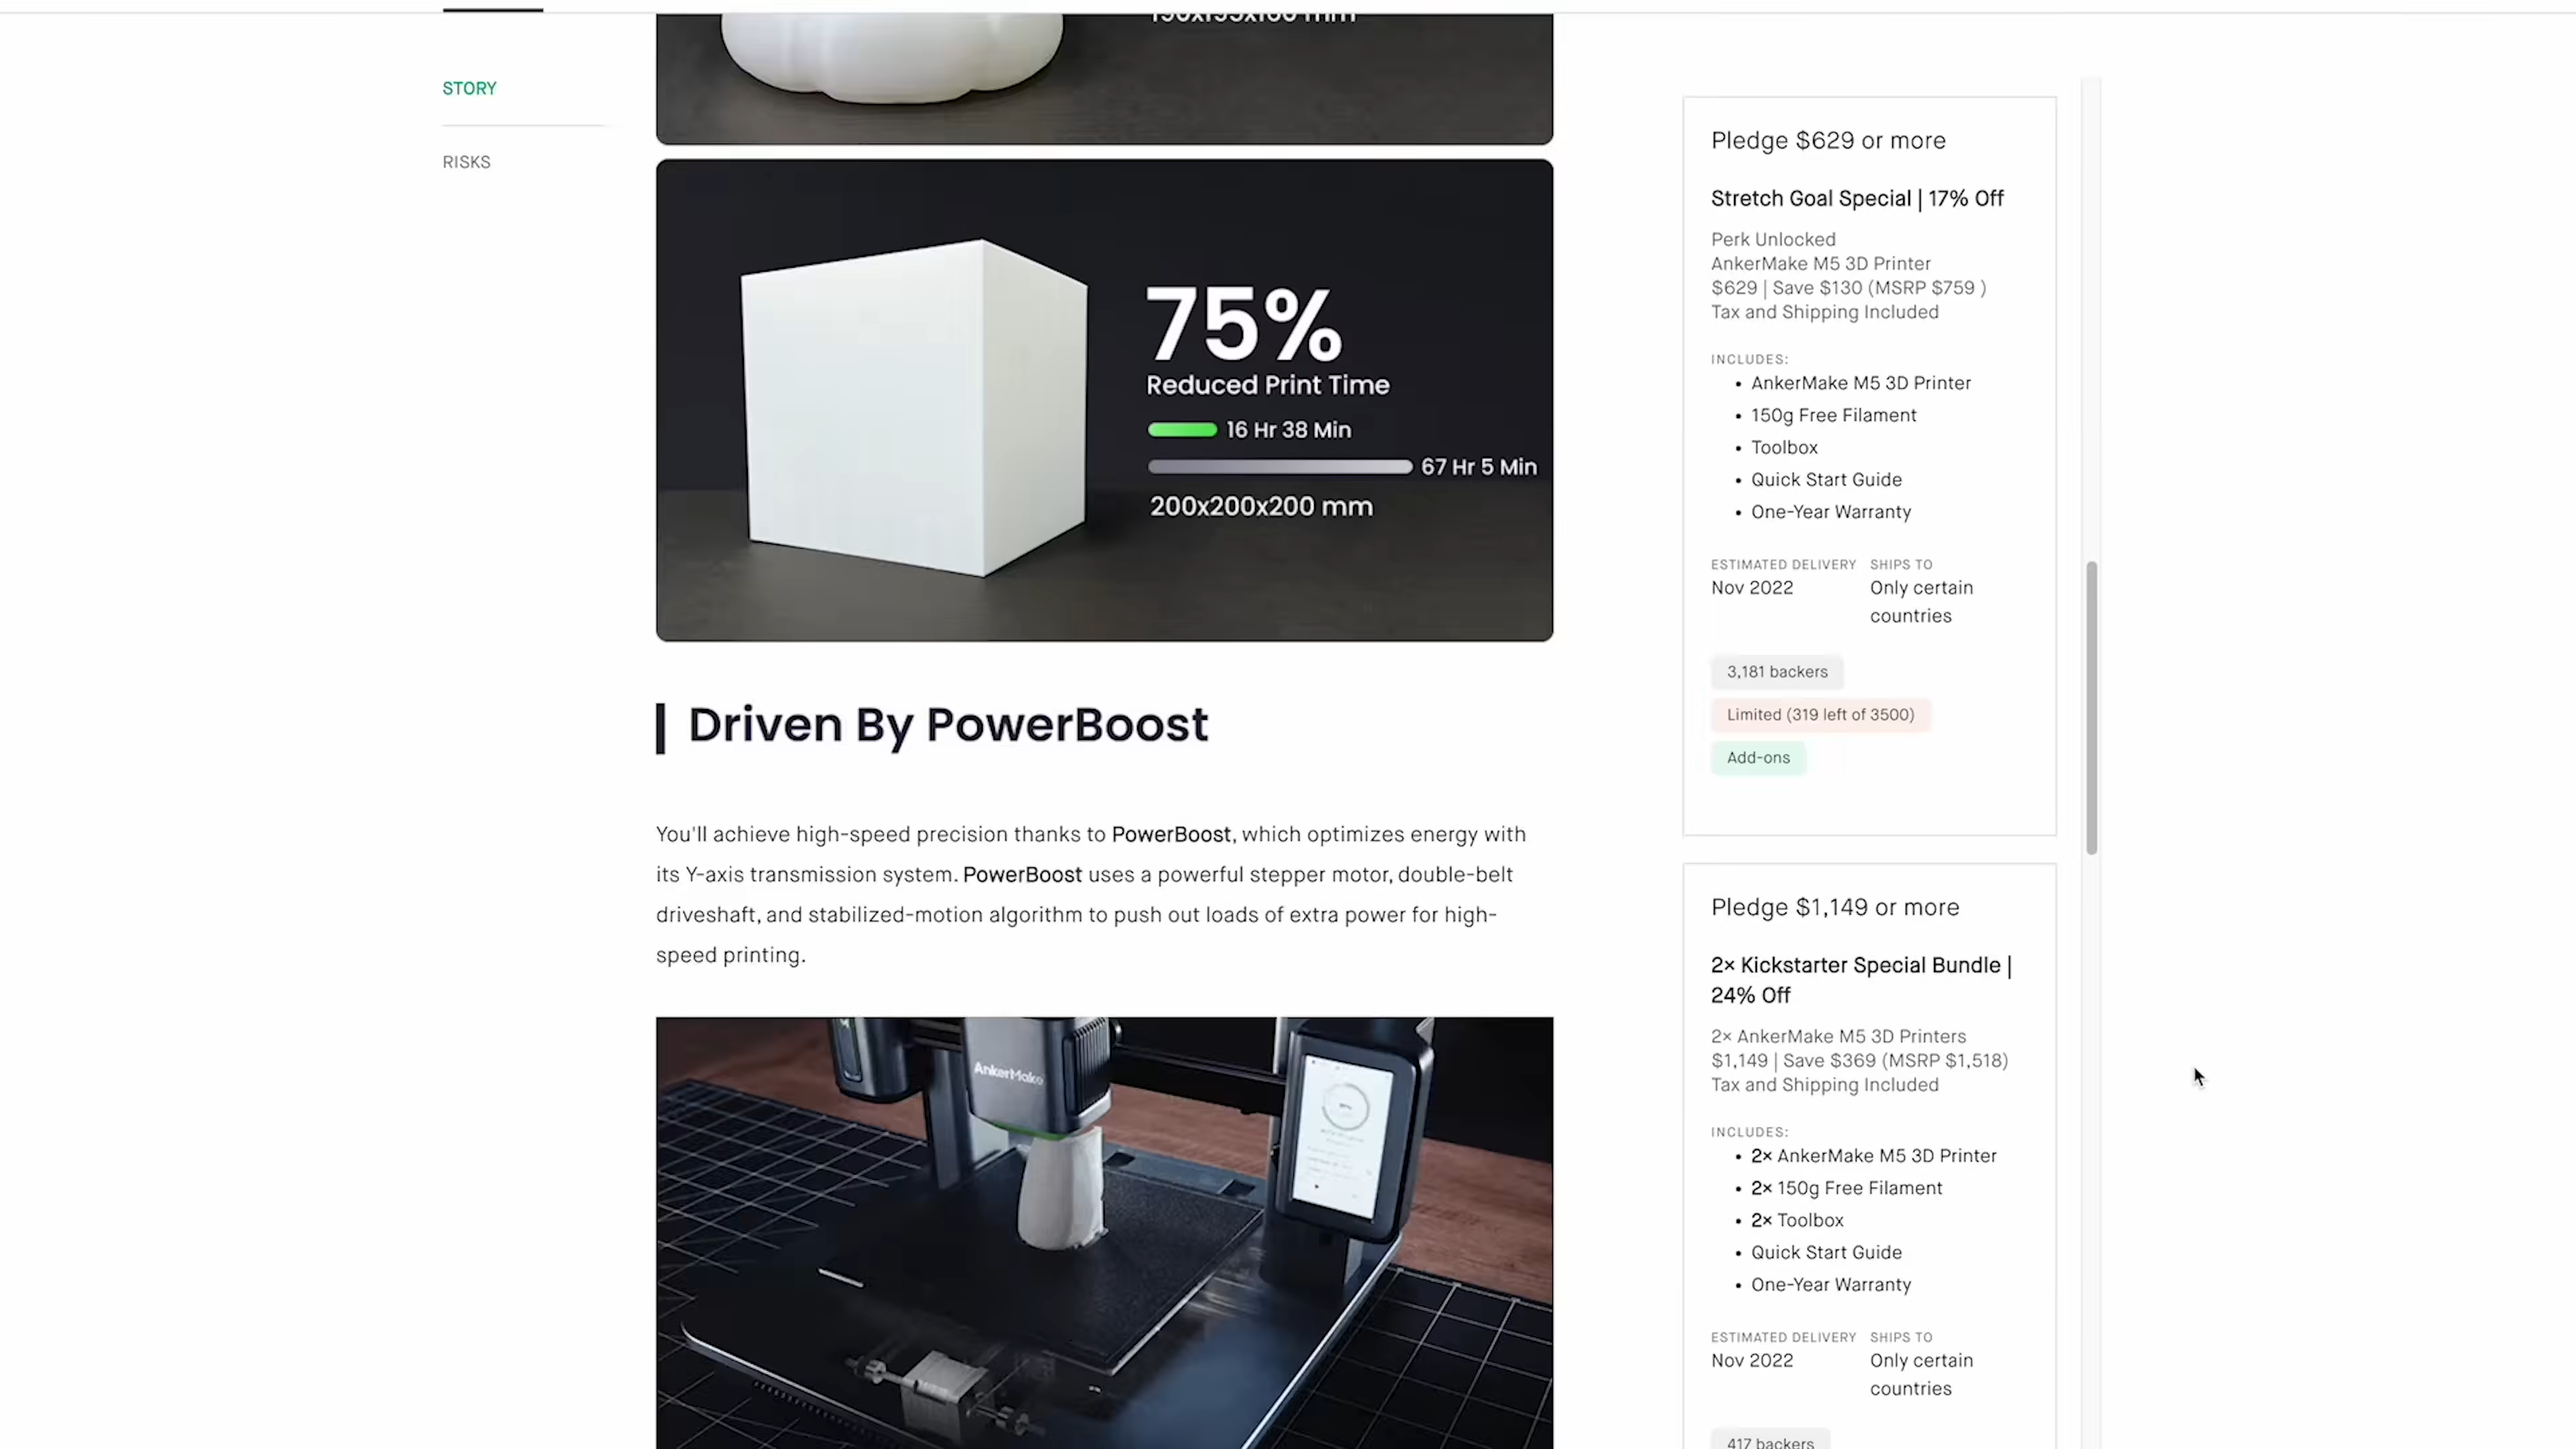 STORY
RISKS
75%
Reduced Print Time
16 Hr 38 Min
67 Hr 5 Min
200x200x200 mm
Driven By PowerBoost
You'll achieve high-speed precision thanks to PowerBoost, which optimizes energy with
its Y-axis transmission system. PowerBoost uses a powerful stepper motor, double-belt
driveshaft, and stabilized-motion algorithm to push out loads of extra power for high-
speed printing.
AnkerMake
Pledge $629 or more
Stretch Goal Special | 17% Off
Perk Unlocked
AnkerMake M5 3D Printer
$629 | Save $130 (MSRP $759 )
Tax and Shipping Included
INCLUDES:
• AnkerMake M5 3D Printer
• 150g Free Filament
• Toolbox
• Quick Start Guide
• One-Year Warranty
ESTIMATED DELIVERY SHIPS TO
Nov 2022 Only certain
countries
3,181 backers
Limited (319 left of 3500)
Add-ons
Pledge $1,149 or more
2× Kickstarter Special Bundle |
24% Off
2× AnkerMake M5 3D Printers
$1,149 | Save $369 (MSRP $1,518)
Tax and Shipping Included
INCLUDES:
• 2× AnkerMake M5 3D Printer
• 2× 150g Free Filament
• 2× Toolbox
• Quick Start Guide
• One-Year Warranty
ESTIMATED DELIVERY SHIPS TO
Nov 2022 Only certain
countries
417 backers